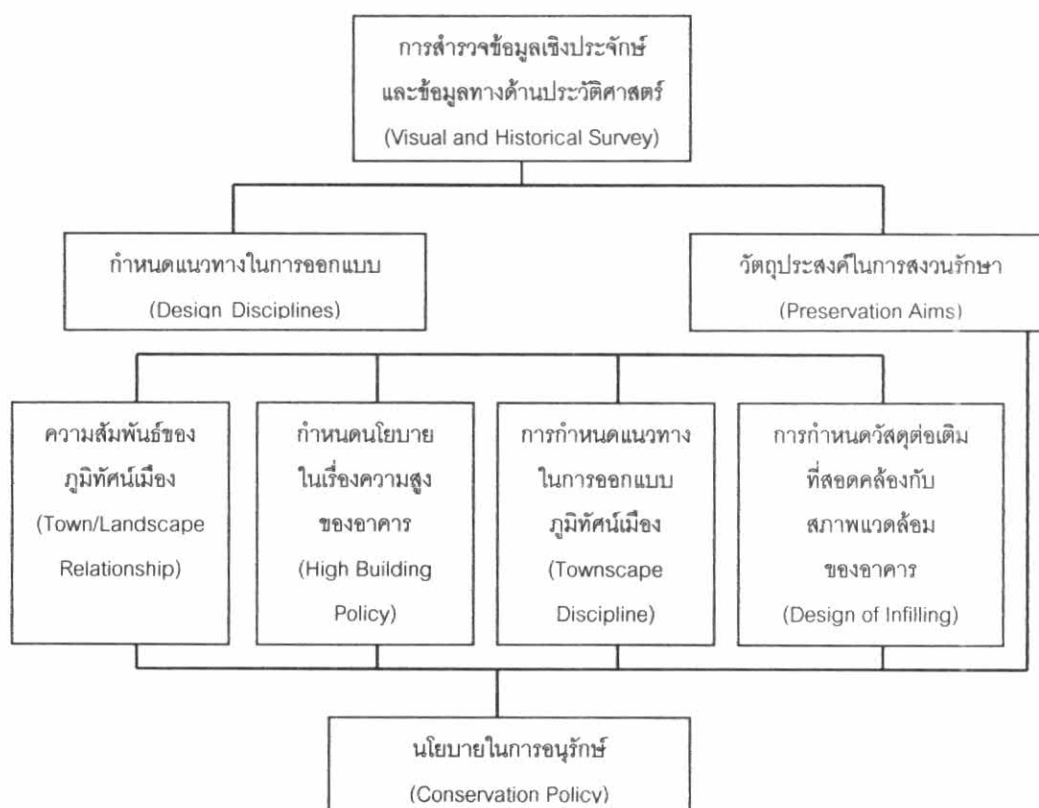 การสำรวจข้อมูลเชิงประจักษ์
และข้อมูลทางด้านประวัติศาสตร์
(Visual and Historical Survey)
กำหนดแนวทางในการออกแบบ
(Design Disciplines)
วัตถุประสงค์ในการสงวนรักษา
(Preservation Aims)
ความสัมพันธ์ของ
ภูมิทัศน์เมือง
(Town/Landscape
Relationship)
กำหนดนโยบาย
ในเรื่องความสูง
ของอาคาร
(High Building
Policy)
การกำหนดแนวทาง
ในการออกแบบ
ภูมิทัศน์เมือง
(Townscape
Discipline)
การกำหนดวัสดุต่อเติม
ที่สอดคล้องกับ
สภาพแวดล้อม
ของอาคาร
(Design of Infilling)
นโยบายในการอนุรักษ์
(Conservation Policy)